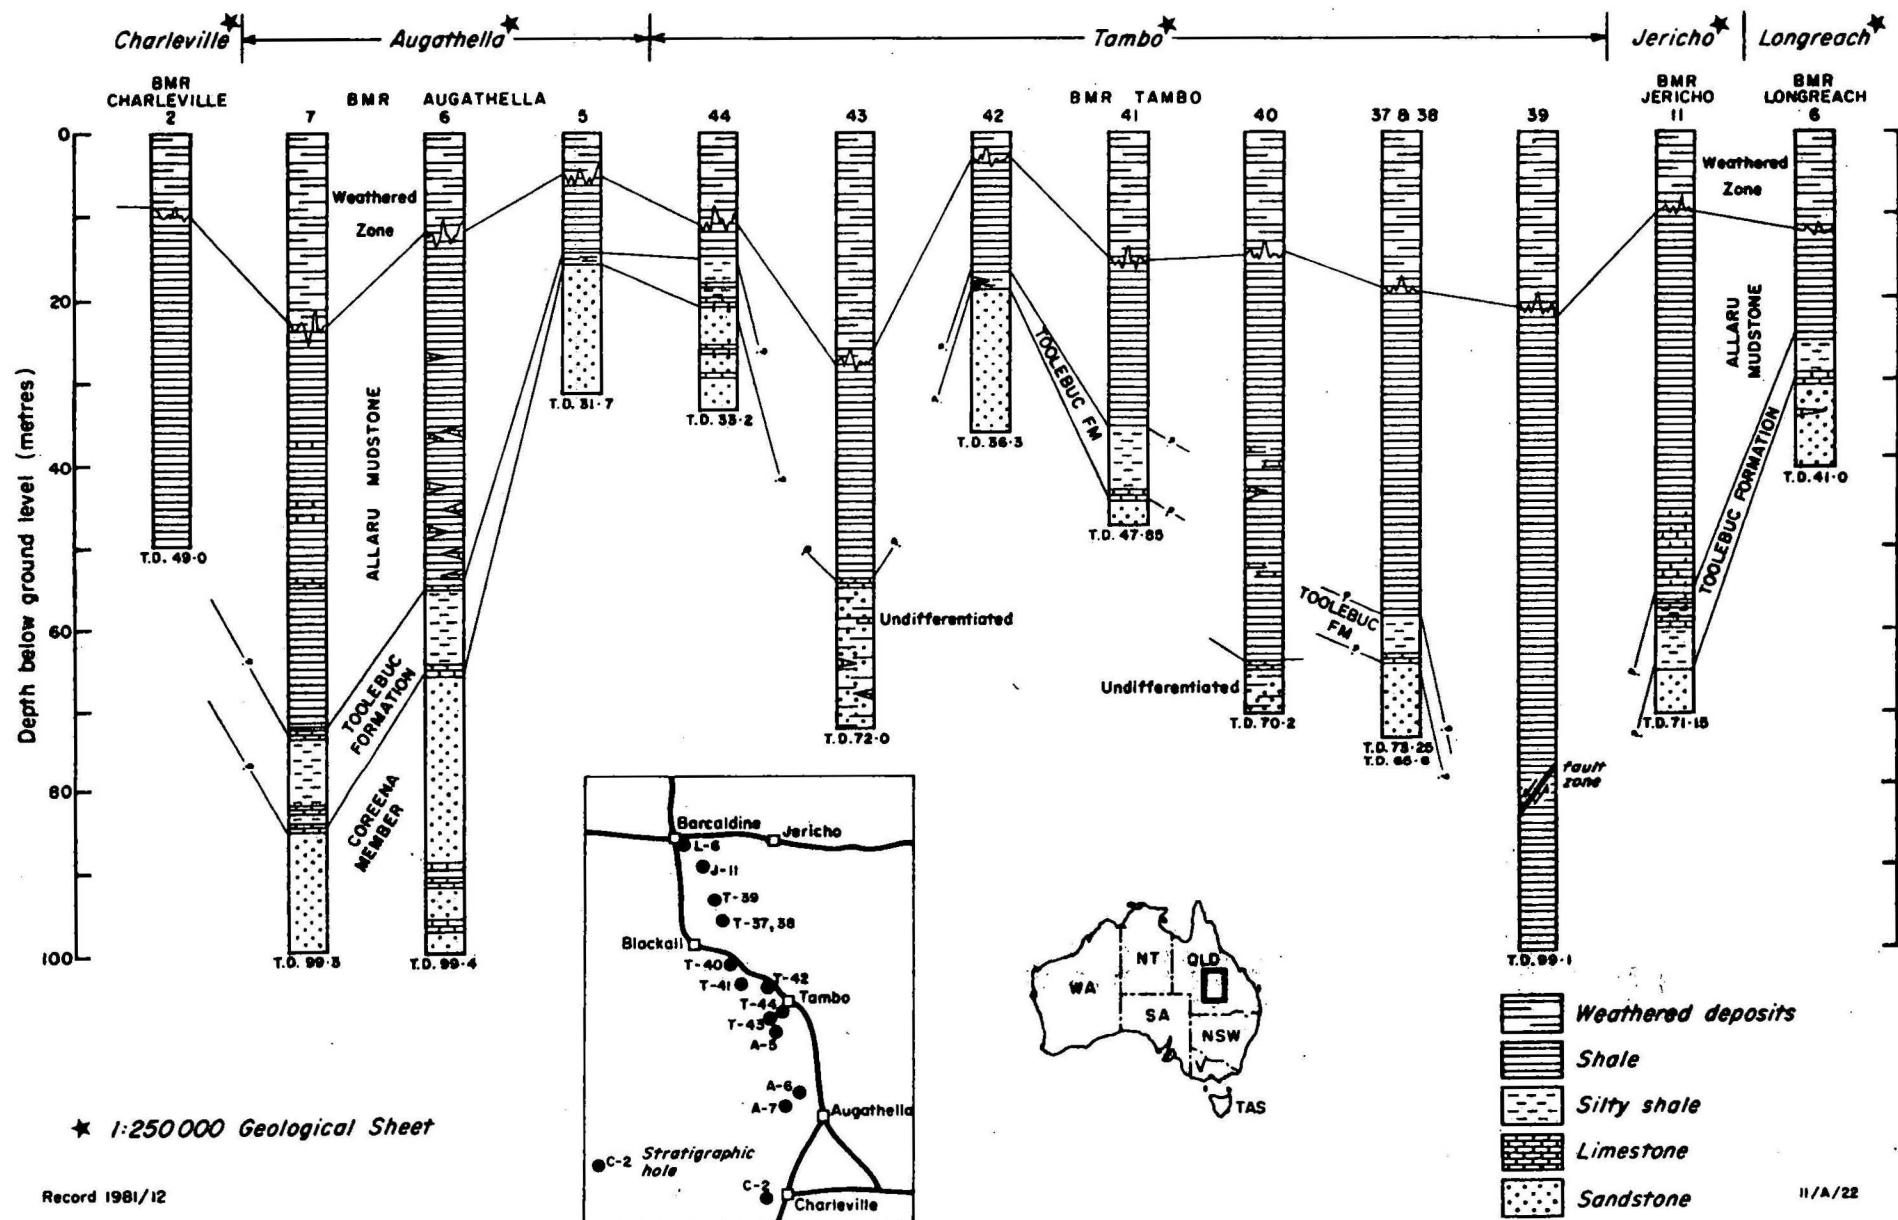 Charleville★ Augathella★ Tambo★ Jericho★ Longreach★
BMR CHARLEVILLE
BMR AUGATHELLA
BMR TAMBO
BMR JERICHO
BMR LONGREACH
2 7 6 5 44 43 42 41 40 37 & 38 39 11 6
Depth below ground level (metres)
0
20
40
60
80
100
Weathered
Zone
ALLARU MUDSTONE
TOOLEBUC
FORMATION
COREENA
MEMBER
TOOLEBUC FM
Undifferentiated
Undifferentiated
TOOLEBUC
FM
fault
zone
Weathered
Zone
ALLARU
MUDSTONE
TOOLEBUC FORMATION
T.D. 49·0
T.D. 99·3
T.D. 99·4
T.D. 31·7
T.D. 33·2
T.D. 72·0
T.D. 36·3
T.D. 47·85
T.D. 70·2
T.D. 73·25
T.D. 65·6
T.D. 99·1
T.D. 71·15
T.D. 41·0
Barcaldine
Jericho
L-6
J-11
T-39
T-37,38
Blackall
T-40
T-42
T-41
Tambo
T-44
T-43
A-5
A-6
A-7
Augathella
C-2 Stratigraphic
hole
C-2
Charleville
WA
NT
QLD
SA
NSW
V
TAS
Weathered deposits
Shale
Silty shale
Limestone
Sandstone
★ 1:250 000 Geological Sheet
Record 1981/12
11/A/22